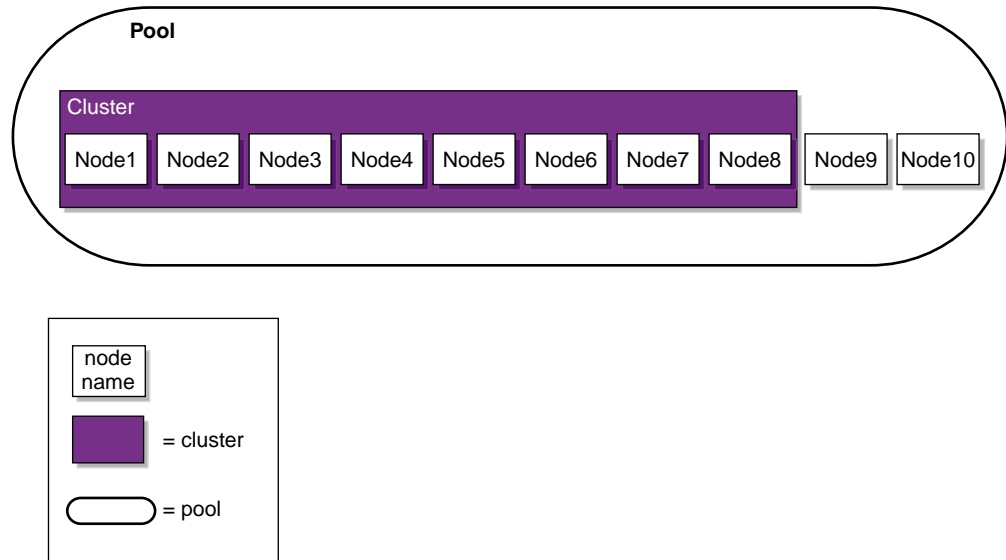 Pool
Cluster
Node1 Node2 Node3 Node4 Node5 Node6 Node7 Node8 Node9 Node10
node
name
= cluster
= pool